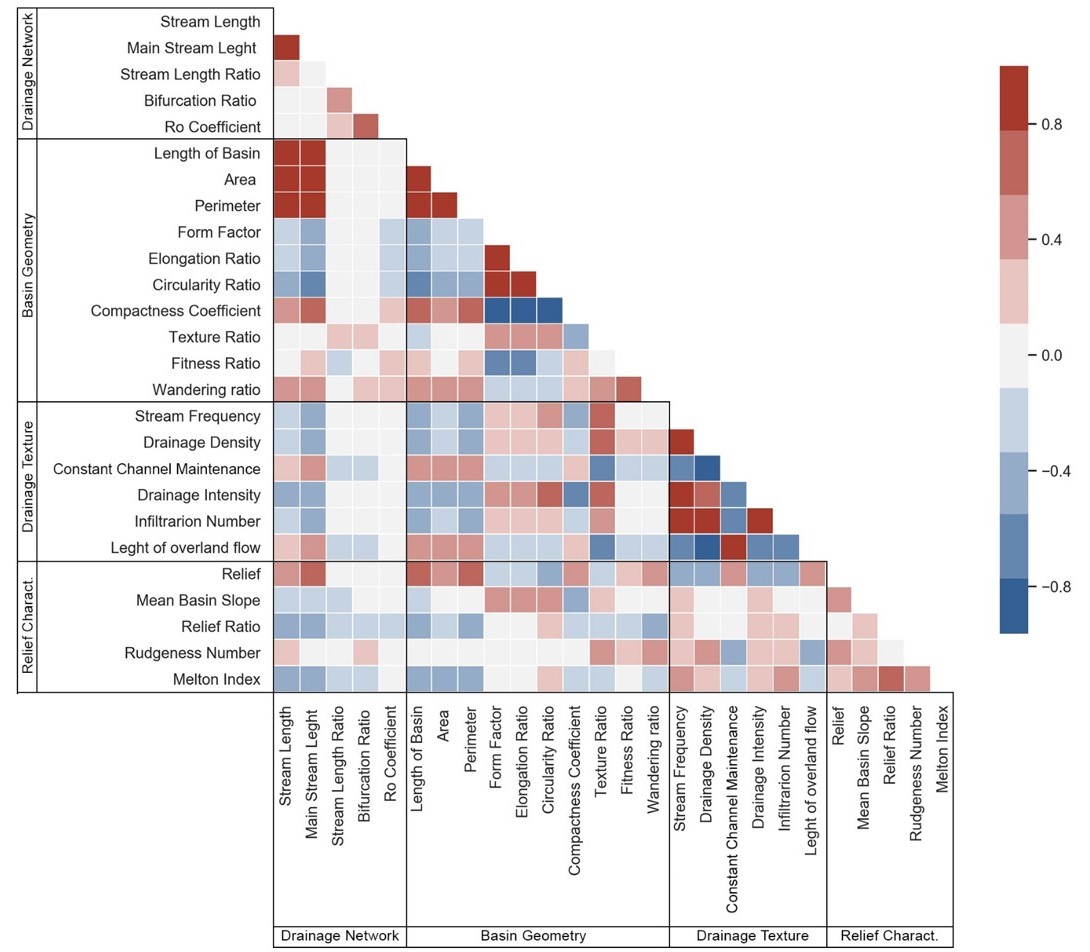 Drainage Network
Stream Length
Main Stream Leght
Stream Length Ratio
Bifurcation Ratio
Ro Coefficient
Basin Geometry
Length of Basin
Area
Perimeter
Form Factor
Elongation Ratio
Circularity Ratio
Compactness Coefficient
Texture Ratio
Fitness Ratio
Wandering ratio
Drainage Texture
Stream Frequency
Drainage Density
Constant Channel Maintenance
Drainage Intensity
Infiltrarion Number
Leght of overland flow
Relief Charact.
Relief
Mean Basin Slope
Relief Ratio
Rudgeness Number
Melton Index
Stream Length
Main Stream Leght
Stream Length Ratio
Bifurcation Ratio
Ro Coefficient
Length of Basin
Area
Perimeter
Form Factor
Elongation Ratio
Circularity Ratio
Compactness Coefficient
Texture Ratio
Fitness Ratio
Wandering ratio
Stream Frequency
Drainage Density
Constant Channel Maintenance
Drainage Intensity
Infiltrarion Number
Leght of overland flow
Relief
Mean Basin Slope
Relief Ratio
Rudgeness Number
Melton Index
Drainage Network
Basin Geometry
Drainage Texture
Relief Charact.
0.8
0.4
0.0
−0.4
−0.8